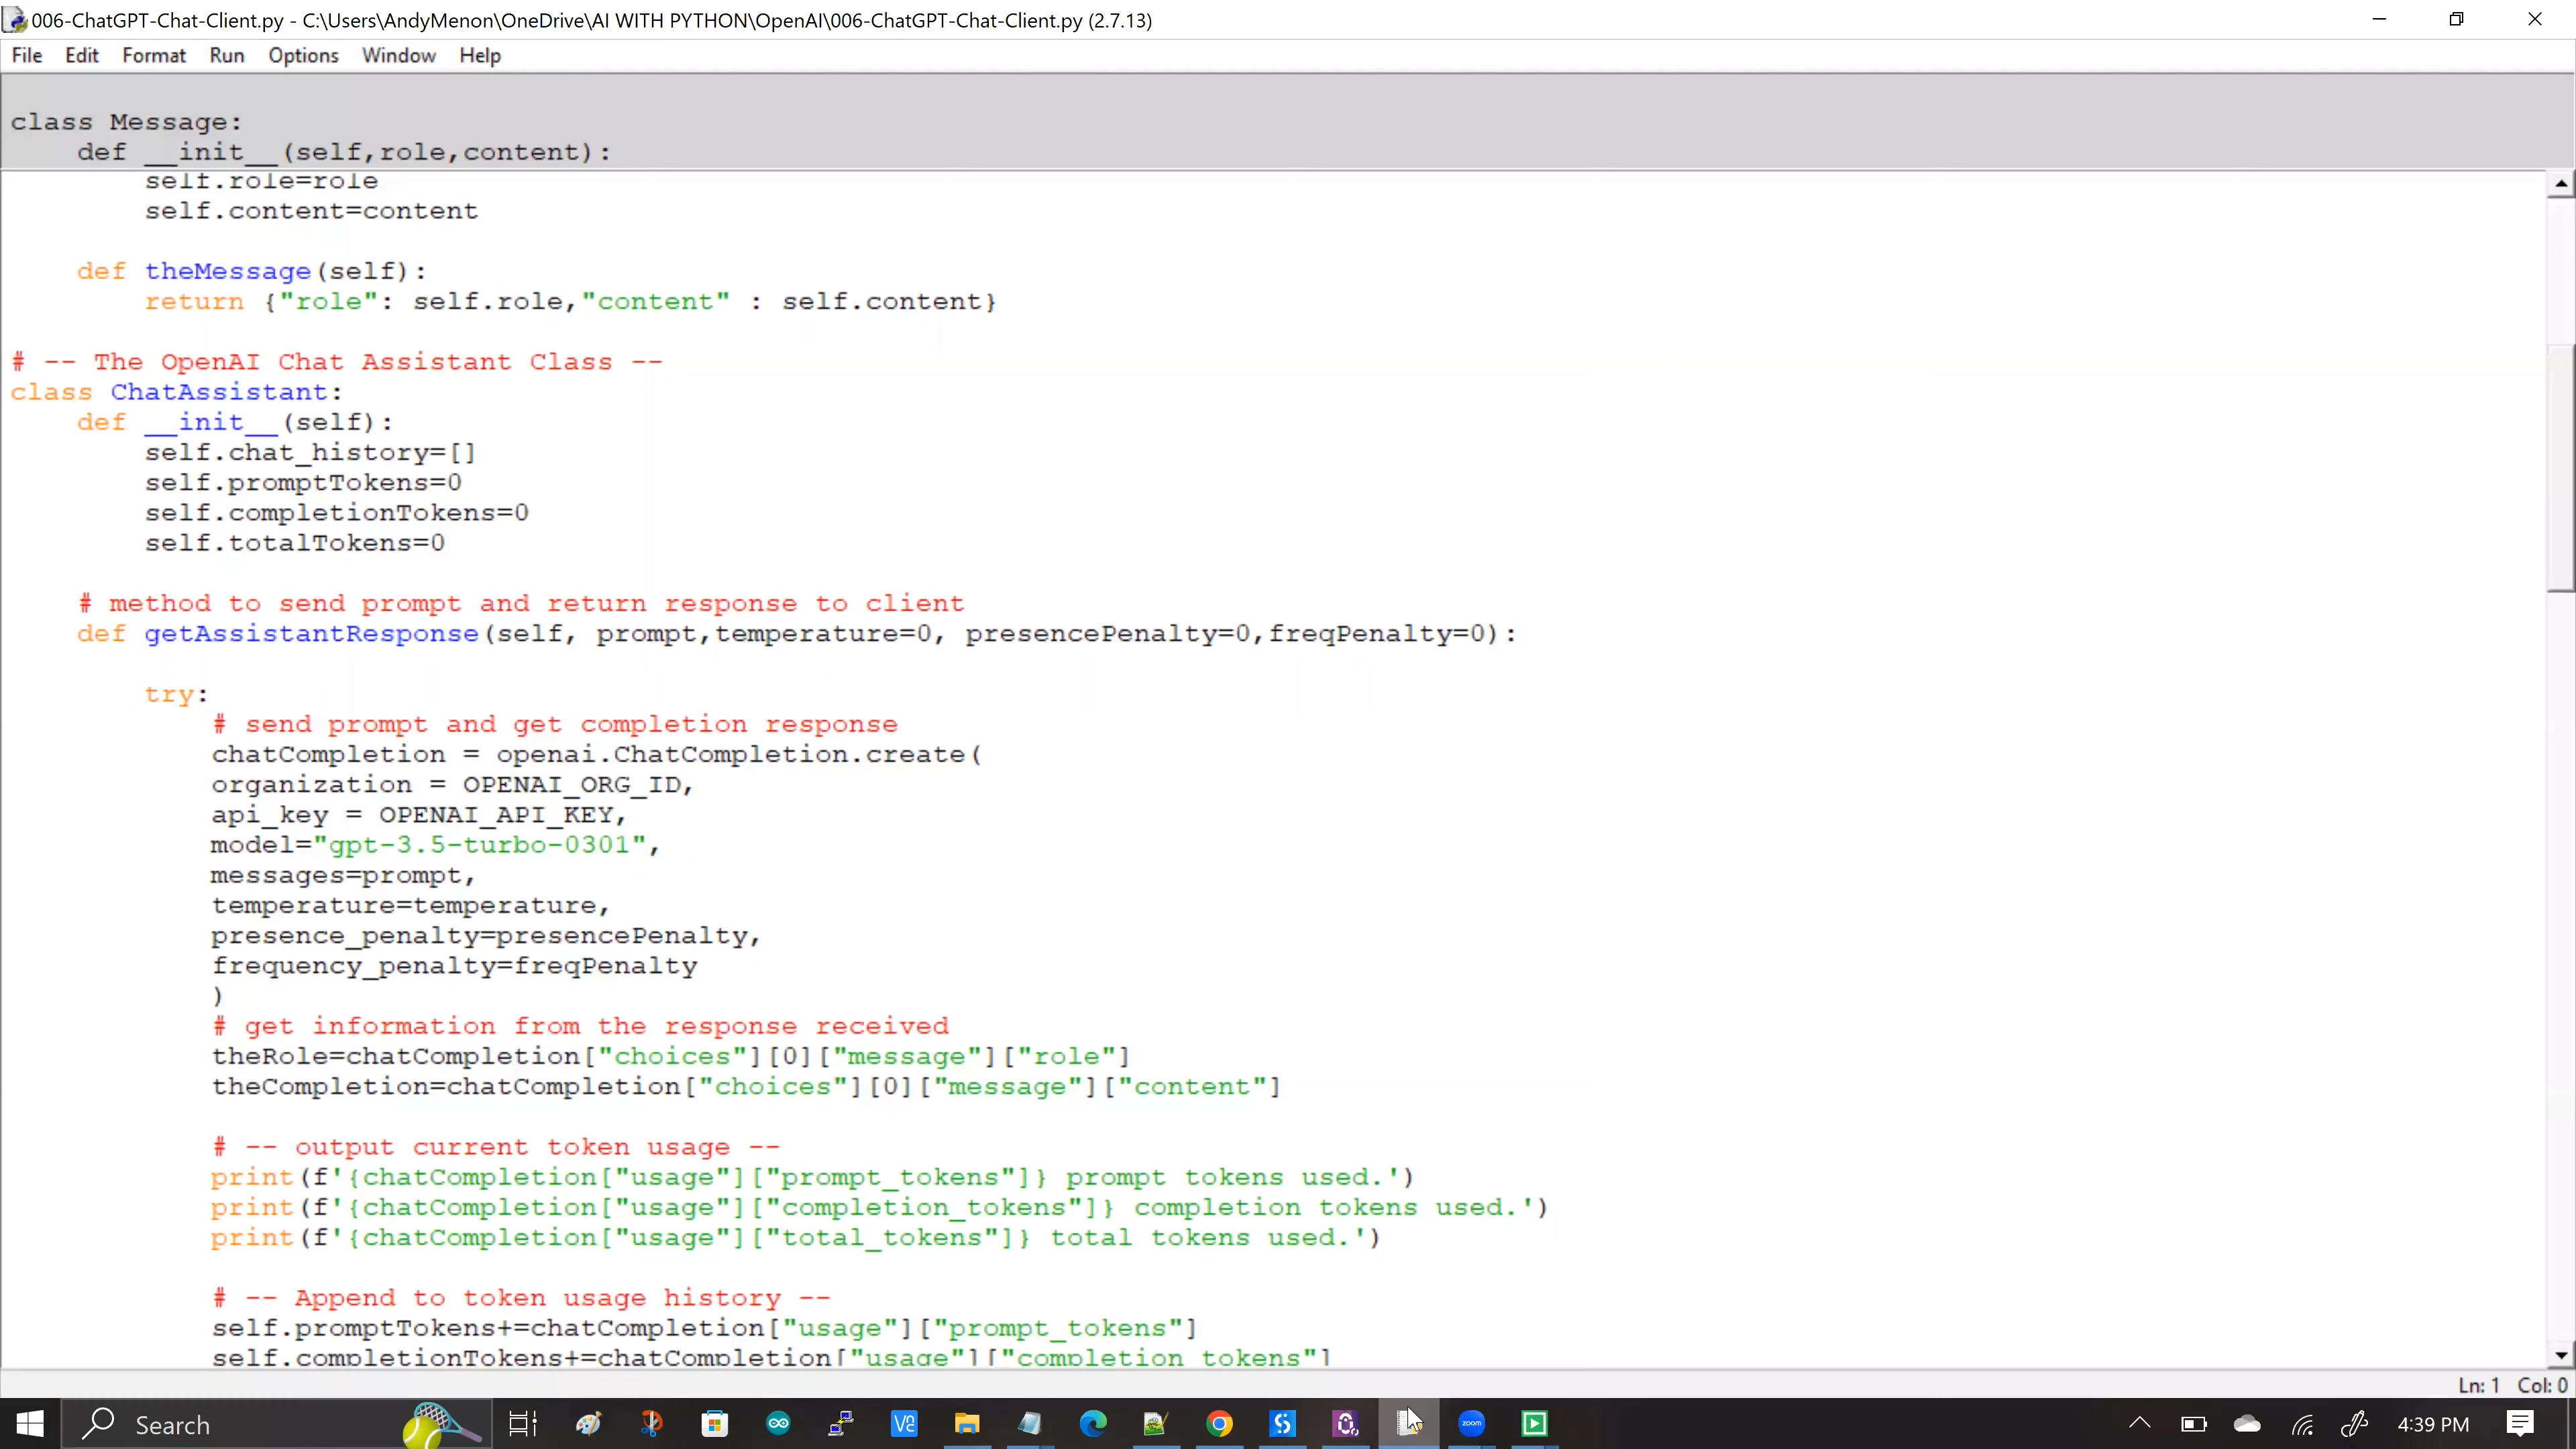 006-ChatGPT-Chat-Client.py - C:\Users\AndyMenon\OneDrive\AI WITH PYTHON\OpenAI\006-ChatGPT-Chat-Client.py (2.7.13)
File Edit Format Run Options Window Help
class Message:
    def __init__(self,role,content):
        self.role=role
        self.content=content
    def theMessage(self):
        return {"role": self.role,"content" : self.content}
# -- The OpenAI Chat Assistant Class --
class ChatAssistant:
    def __init__(self):
        self.chat_history=[]
        self.promptTokens=0
        self.completionTokens=0
        self.totalTokens=0
    # method to send prompt and return response to client
    def getAssistantResponse(self, prompt,temperature=0, presencePenalty=0,freqPenalty=0):
        try:
            # send prompt and get completion response
            chatCompletion = openai.ChatCompletion.create(
            organization = OPENAI_ORG_ID,
            api_key = OPENAI_API_KEY,
            model="gpt-3.5-turbo-0301",
            messages=prompt,
            temperature=temperature,
            presence_penalty=presencePenalty,
            frequency_penalty=freqPenalty
            )
            # get information from the response received
            theRole=chatCompletion["choices"][0]["message"]["role"]
            theCompletion=chatCompletion["choices"][0]["message"]["content"]
            # -- output current token usage --
            print(f'{chatCompletion["usage"]["prompt_tokens"]} prompt tokens used.')
            print(f'{chatCompletion["usage"]["completion_tokens"]} completion tokens used.')
            print(f'{chatCompletion["usage"]["total_tokens"]} total tokens used.')
            # -- Append to token usage history --
            self.promptTokens+=chatCompletion["usage"]["prompt_tokens"]
            self.completionTokens+=chatCompletion["usage"]["completion_tokens"]
Ln: 1 Col: 0
Search zoom 4:39 PM